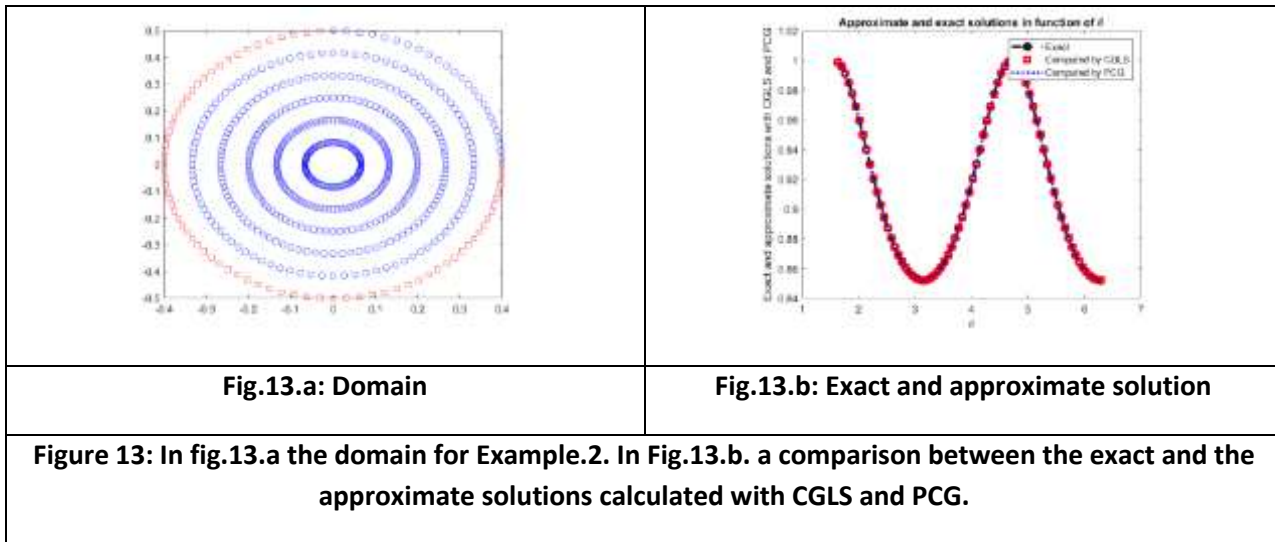 0.5
0.4
0.3
0.2
0.1
0
-0.1
-0.2
-0.3
-0.4
-0.5
-0.4 -0.3 -0.2 -0.1 0 0.1 0.2 0.3 0.4
Approximate and exact solutions in function of θ
Exact and approximate solutions with CGLS and PCG
1.02
1
0.98
0.96
0.94
0.92
0.9
0.88
0.86
0.84
Exact
Computed by CGLS
Computed by PCG
1 2 3 4 5 6 7
θ
Fig.13.a: Domain
Fig.13.b: Exact and approximate solution
Figure 13: In fig.13.a the domain for Example.2. In Fig.13.b. a comparison between the exact and the
approximate solutions calculated with CGLS and PCG.